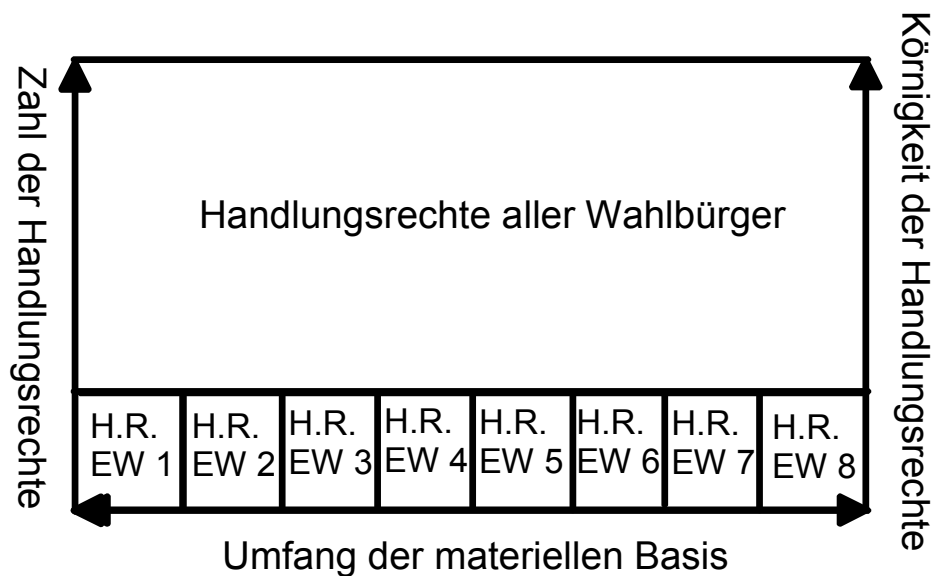 Zahl der Handlungsrechte
Körnigkeit der Handlungsrechte
Handlungsrechte aller Wahlbürger
H.R.
EW 1
H.R.
EW 2
H.R.
EW 3
H.R.
EW 4
H.R.
EW 5
H.R.
EW 6
H.R.
EW 7
H.R.
EW 8
Umfang der materiellen Basis